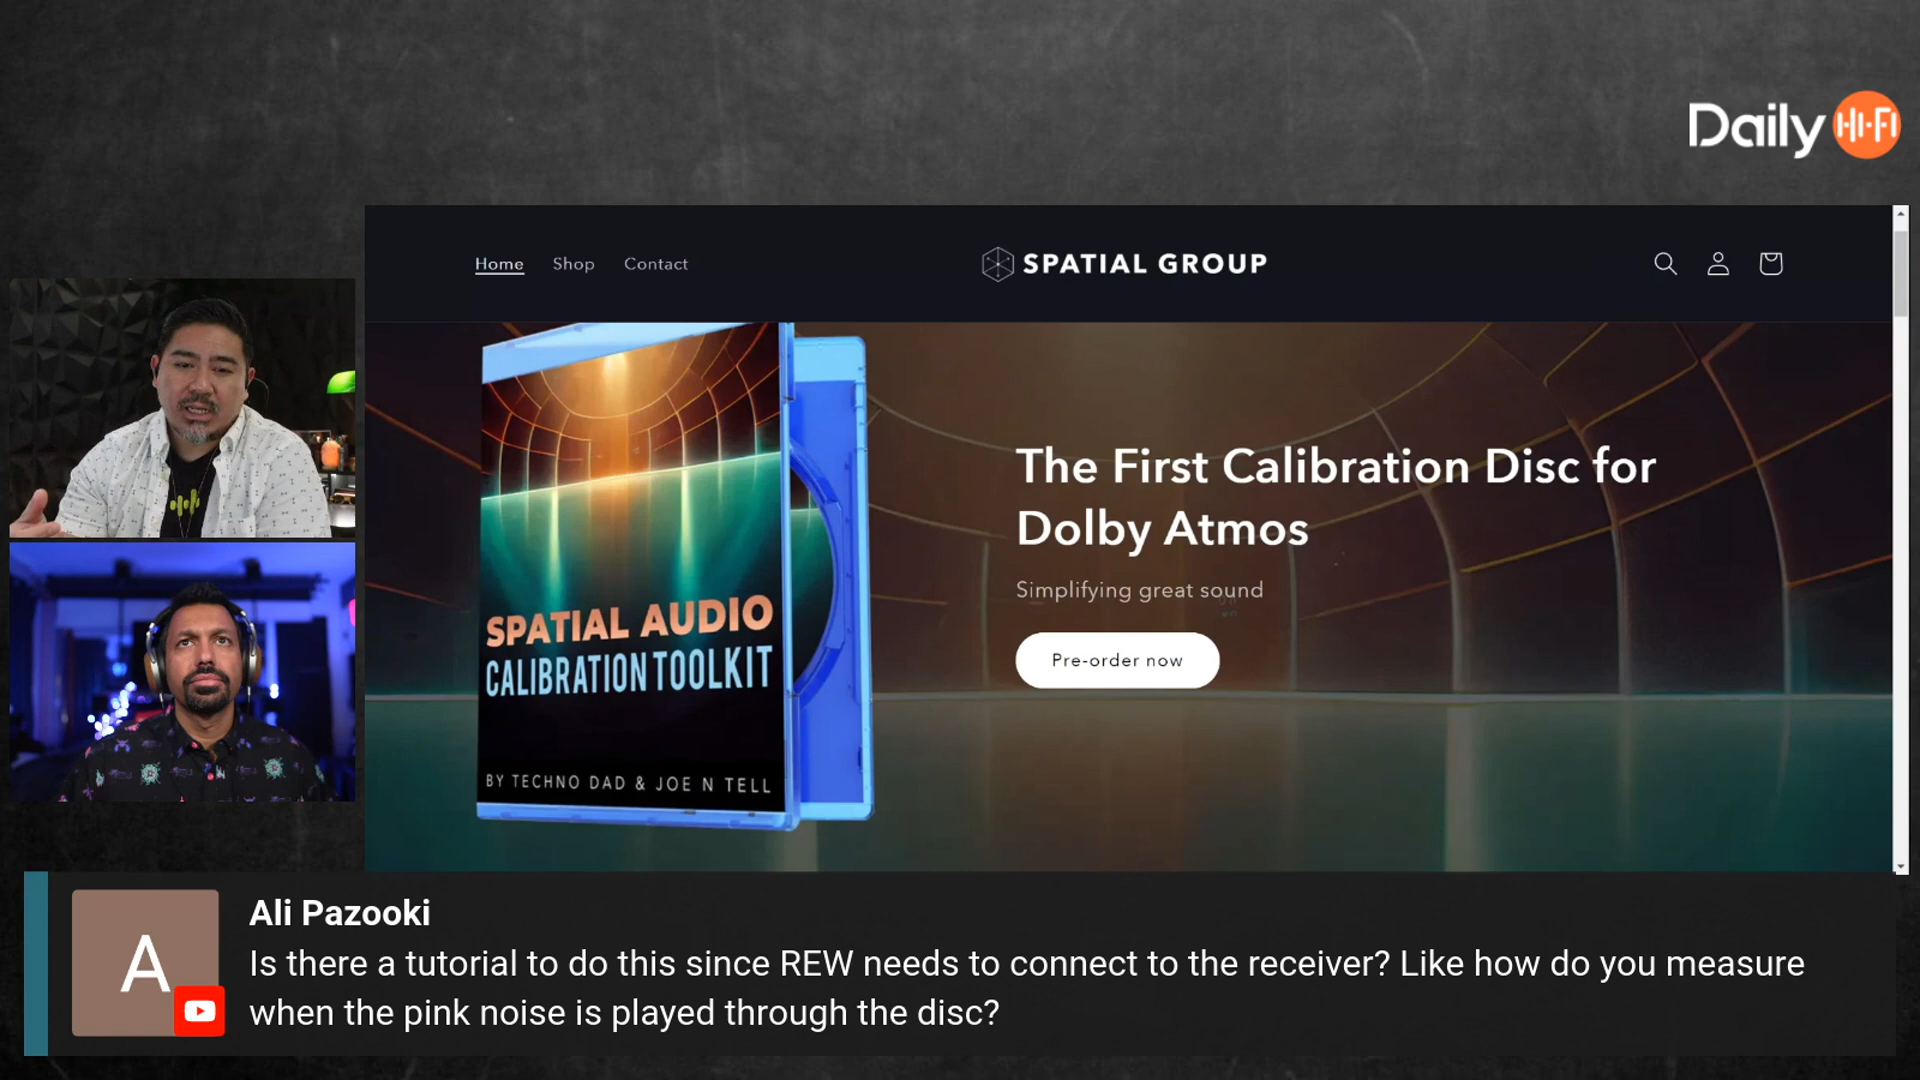 Daily HI-FI
Home Shop Contact
SPATIAL GROUP
The First Calibration Disc for
Dolby Atmos
Simplifying great sound
Pre-order now
SPATIAL AUDIO
CALIBRATION TOOLKIT
BY TECHNO DAD & JOE N TELL
A
Ali Pazooki
Is there a tutorial to do this since REW needs to connect to the receiver? Like how do you measure
when the pink noise is played through the disc?